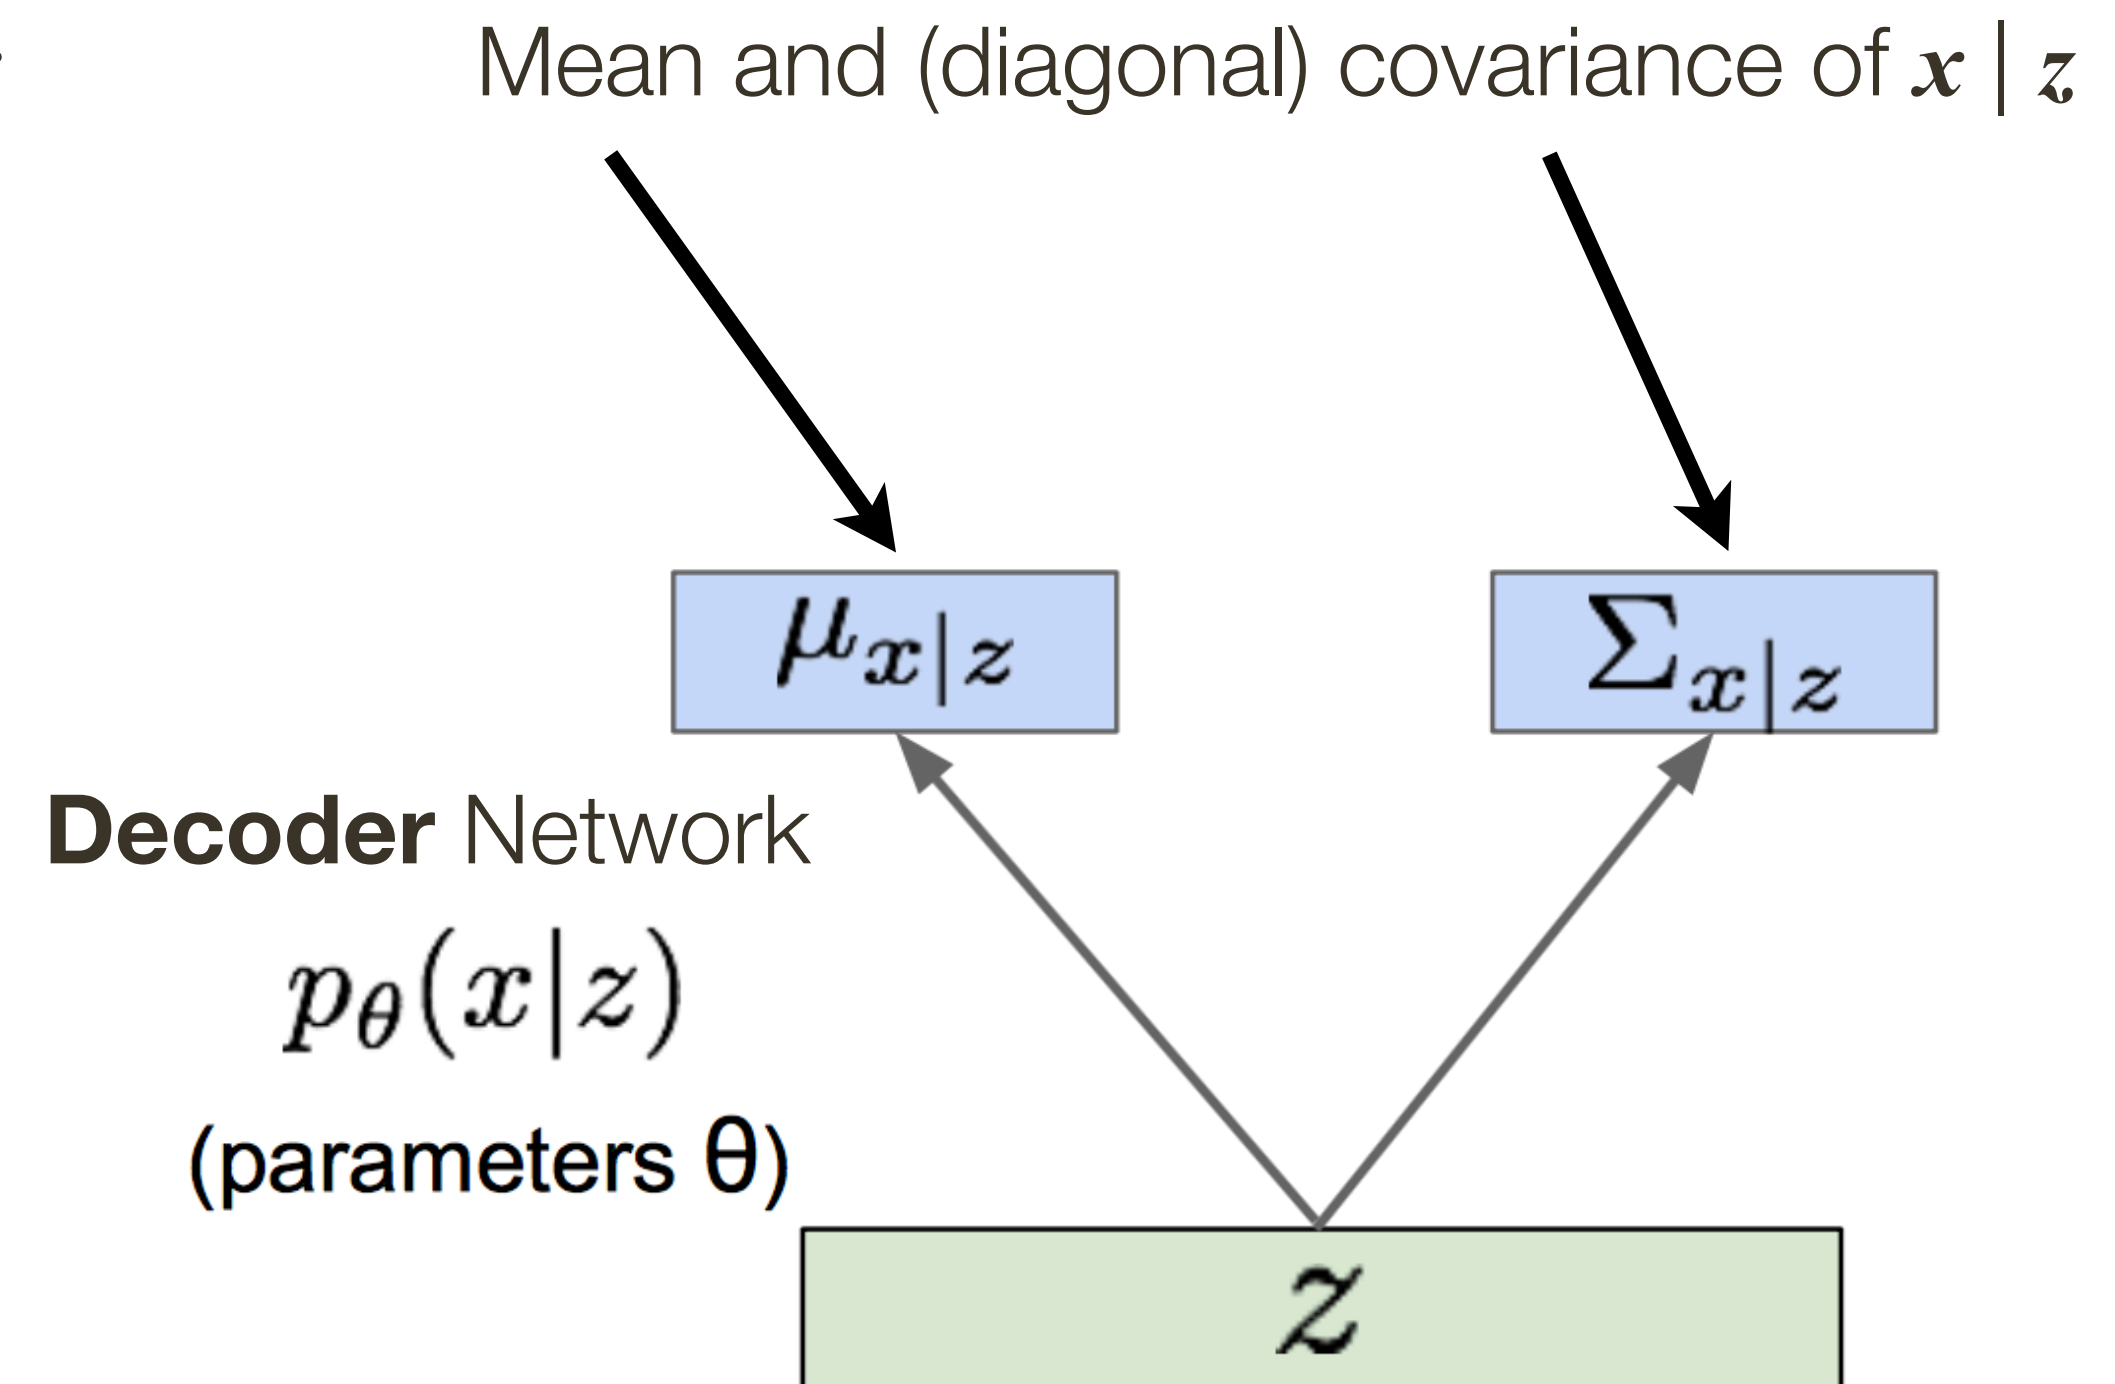 Mean and (diagonal) covariance of x | z
μx|z
Σx|z
Decoder Network
pθ(x|z)
(parameters θ)
z